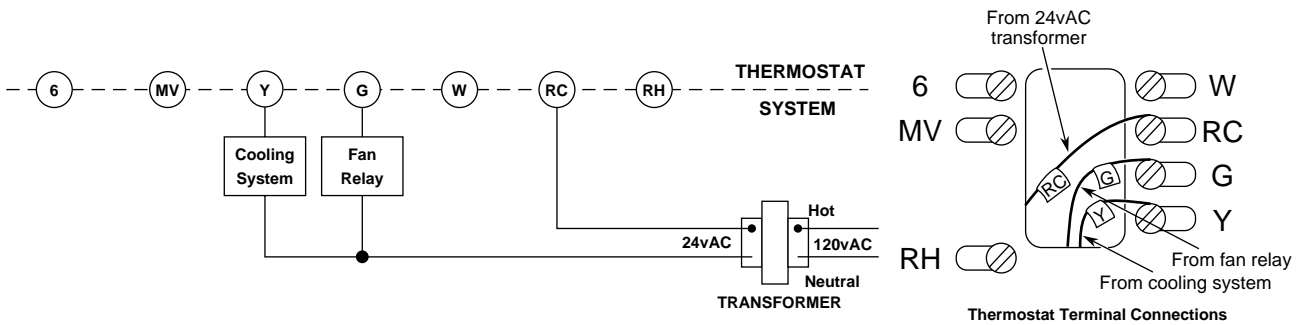 6 MV Y G W RC RH THERMOSTAT
SYSTEM
Cooling
System
Fan
Relay
Hot
24vAC 120vAC
Neutral
TRANSFORMER
From 24vAC
transformer
6 W
MV RC
RC G G
Y Y
RH From fan relay
From cooling system
Thermostat Terminal Connections